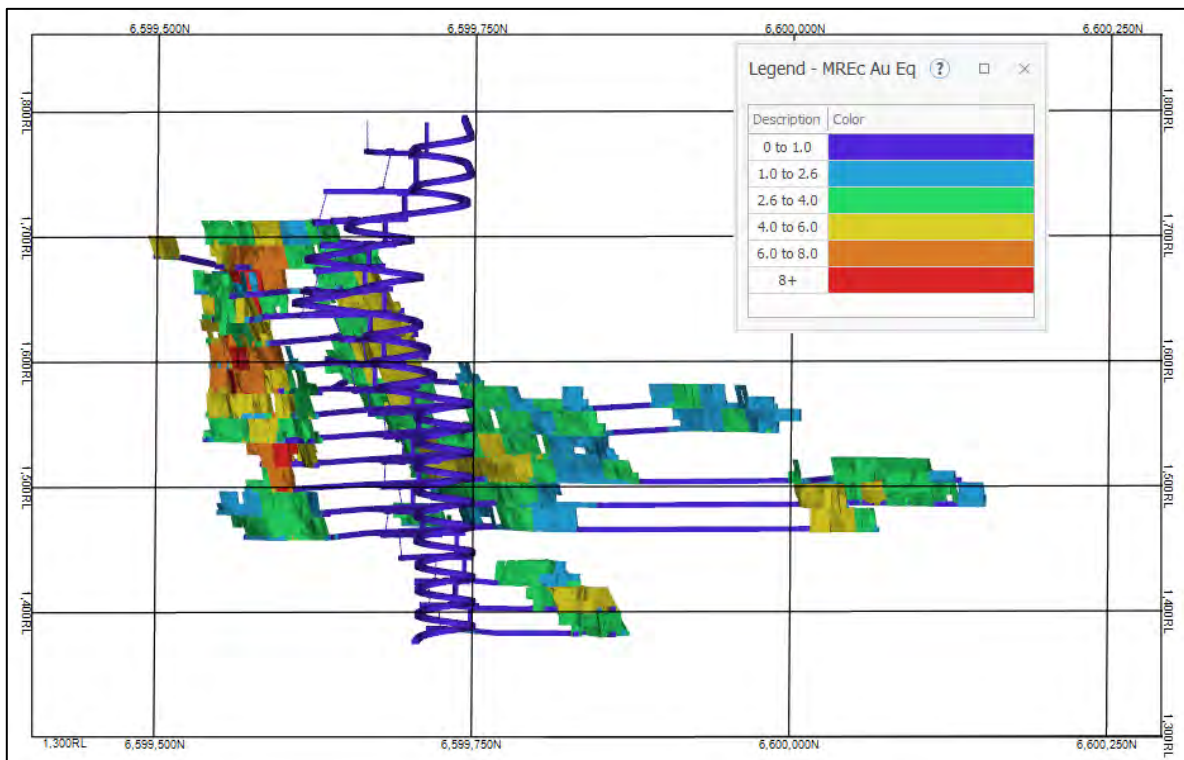 6,599,500N 6,599,750N 6,600,000N 6,600,250N
Legend - MREc Au Eq ?
Description Color
0 to 1.0
1.0 to 2.6
2.6 to 4.0
4.0 to 6.0
6.0 to 8.0
8+
1,800RL 1,800RL
1,700RL 1,700RL
1,600RL 1,600RL
1,500RL 1,500RL
1,400RL 1,400RL
1,300RL 1,300RL
6,599,500N 6,599,750N 6,600,000N 6,600,250N